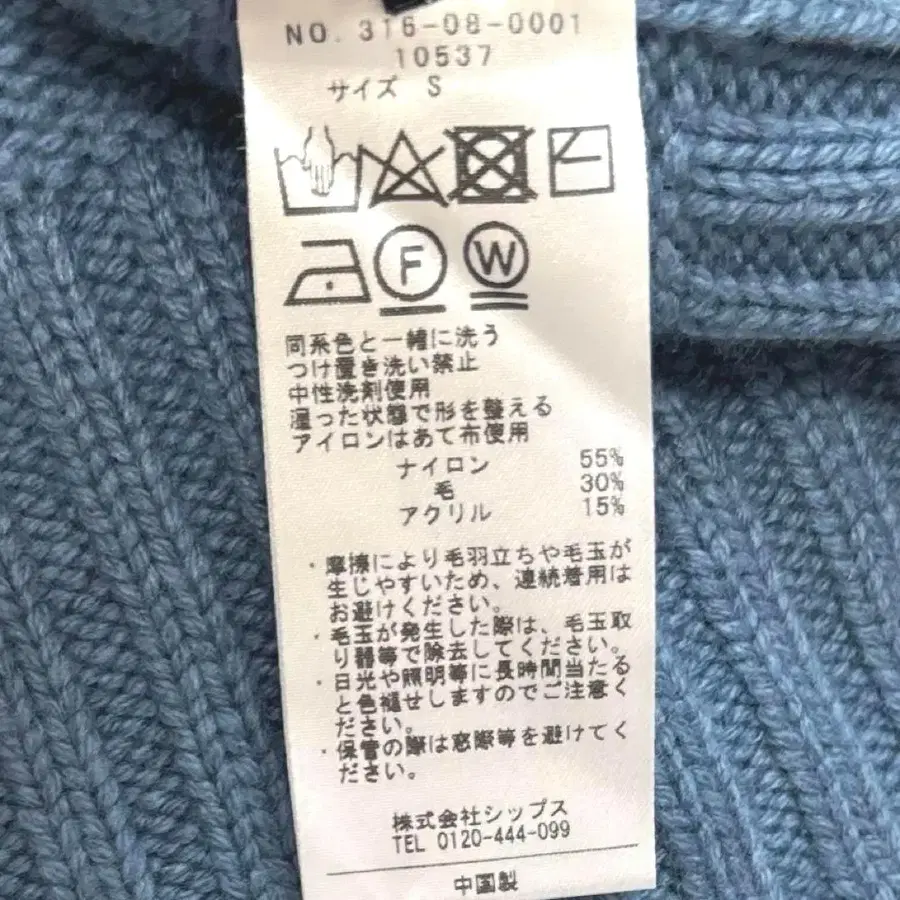 NO. 316-08-0001
10537
サイズ S
F W
同系色と一緒に洗う
つけ置き洗い禁止
中性洗剤使用
湿った状態で形を整える
アイロンはあて布使用
ナイロン 55%
毛 30%
アクリル 15%
・摩擦により毛羽立ちや毛玉が
生じやすいため、連続着用は
お避けください。
・毛玉が発生した際は、毛玉取
り器等で除去してください。
・日光や照明等に長時間当たる
と色褪せしますのでご注意く
ださい。
・保管の際は窓際等を避けてく
ださい。
株式会社シップス
TEL 0120-444-099
中国製